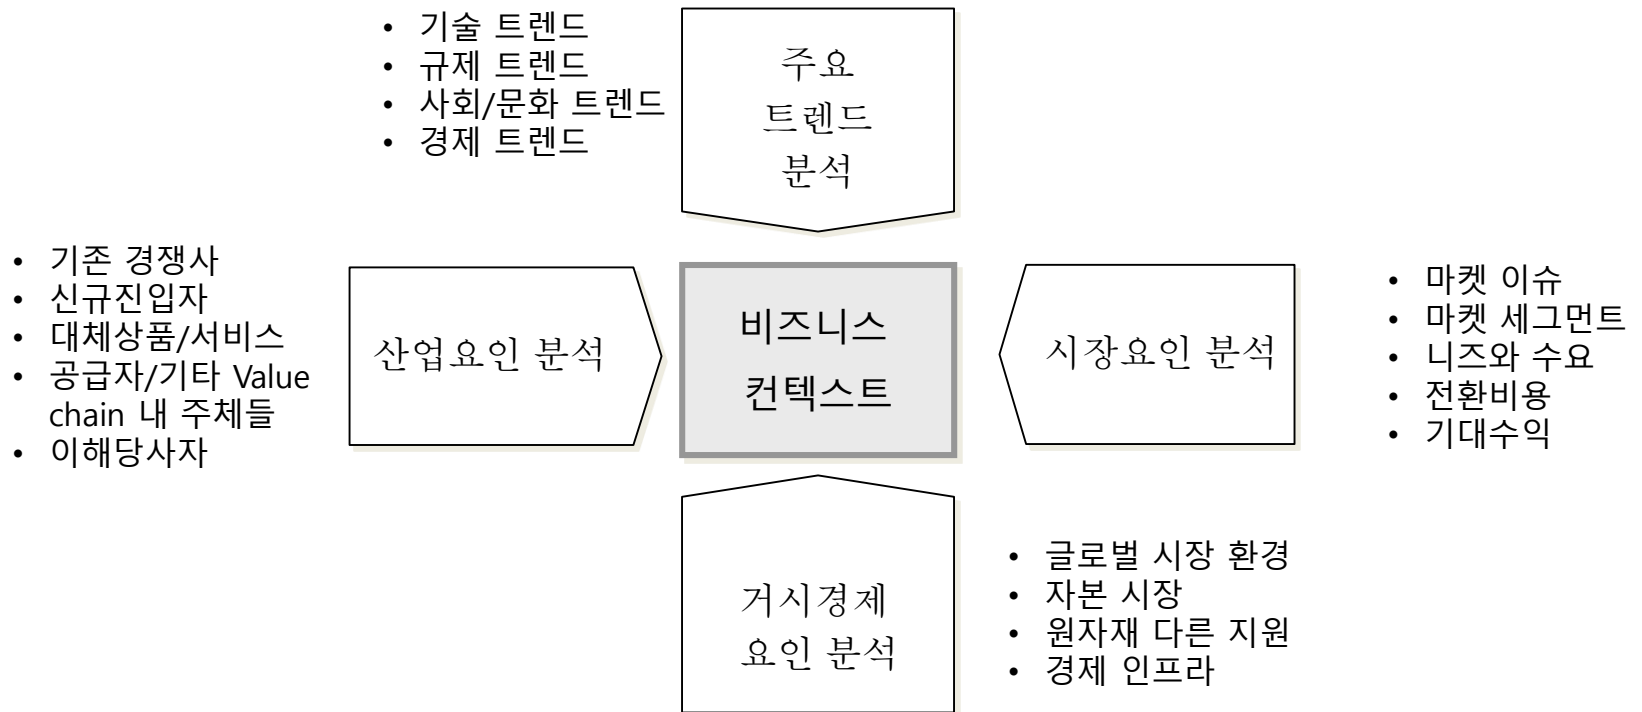 • 기술 트렌드
• 규제 트렌드
• 사회/문화 트렌드
• 경제 트렌드
주요
트렌드
분석
• 기존 경쟁사
• 신규진입자
• 대체상품/서비스
• 공급자/기타 Value
chain 내 주체들
• 이해당사자
산업요인 분석
비즈니스
컨텍스트
시장요인 분석
• 마켓 이슈
• 마켓 세그먼트
• 니즈와 수요
• 전환비용
• 기대수익
거시경제
요인 분석
• 글로벌 시장 환경
• 자본 시장
• 원자재 다른 지원
• 경제 인프라